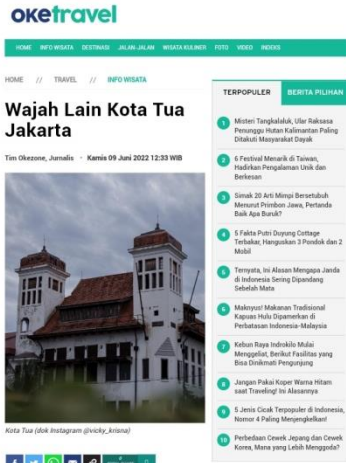 oketravel
HOME INFO WISATA DESTINASI JALAN-JALAN WISATA KULINER FOTO VIDEO INDEKS
HOME // TRAVEL // INFO WISATA
Wajah Lain Kota Tua
Jakarta
Tim Okezone, Jurnalis · Kamis 09 Juni 2022 12:33 WIB
Kota Tua (dok Instagram @vicky_krisna)
TERPOPULER BERITA PILIHAN
1 Misteri Tangkalaluk, Ular Raksasa
Penunggu Hutan Kalimantan Paling
Ditakuti Masyarakat Dayak
2 6 Festival Menarik di Taiwan,
Hadirkan Pengalaman Unik dan
Berkesan
3 Simak 20 Arti Mimpi Bersetubuh
Menurut Primbon Jawa, Pertanda
Baik Apa Buruk?
4 5 Fakta Putri Duyung Cottage
Terbakar, Hanguskan 3 Pondok dan 2
Mobil
5 Ternyata, Ini Alasan Mengapa Janda
di Indonesia Sering Dipandang
Sebelah Mata
6 Maknyus! Makanan Tradisional
Kapuas Hulu Dipamerkan di
Perbatasan Indonesia-Malaysia
7 Kebun Raya Indrokilo Mulai
Menggeliat, Berikut Fasilitas yang
Bisa Dinikmati Pengunjung
8 Jangan Pakai Koper Warna Hitam
saat Traveling! Ini Alasannya
9 5 Jenis Cicak Terpopuler di Indonesia,
Nomor 4 Paling Menjengkelkan!
10 Perbedaan Cewek Jepang dan Cewek
Korea, Mana yang Lebih Menggoda?